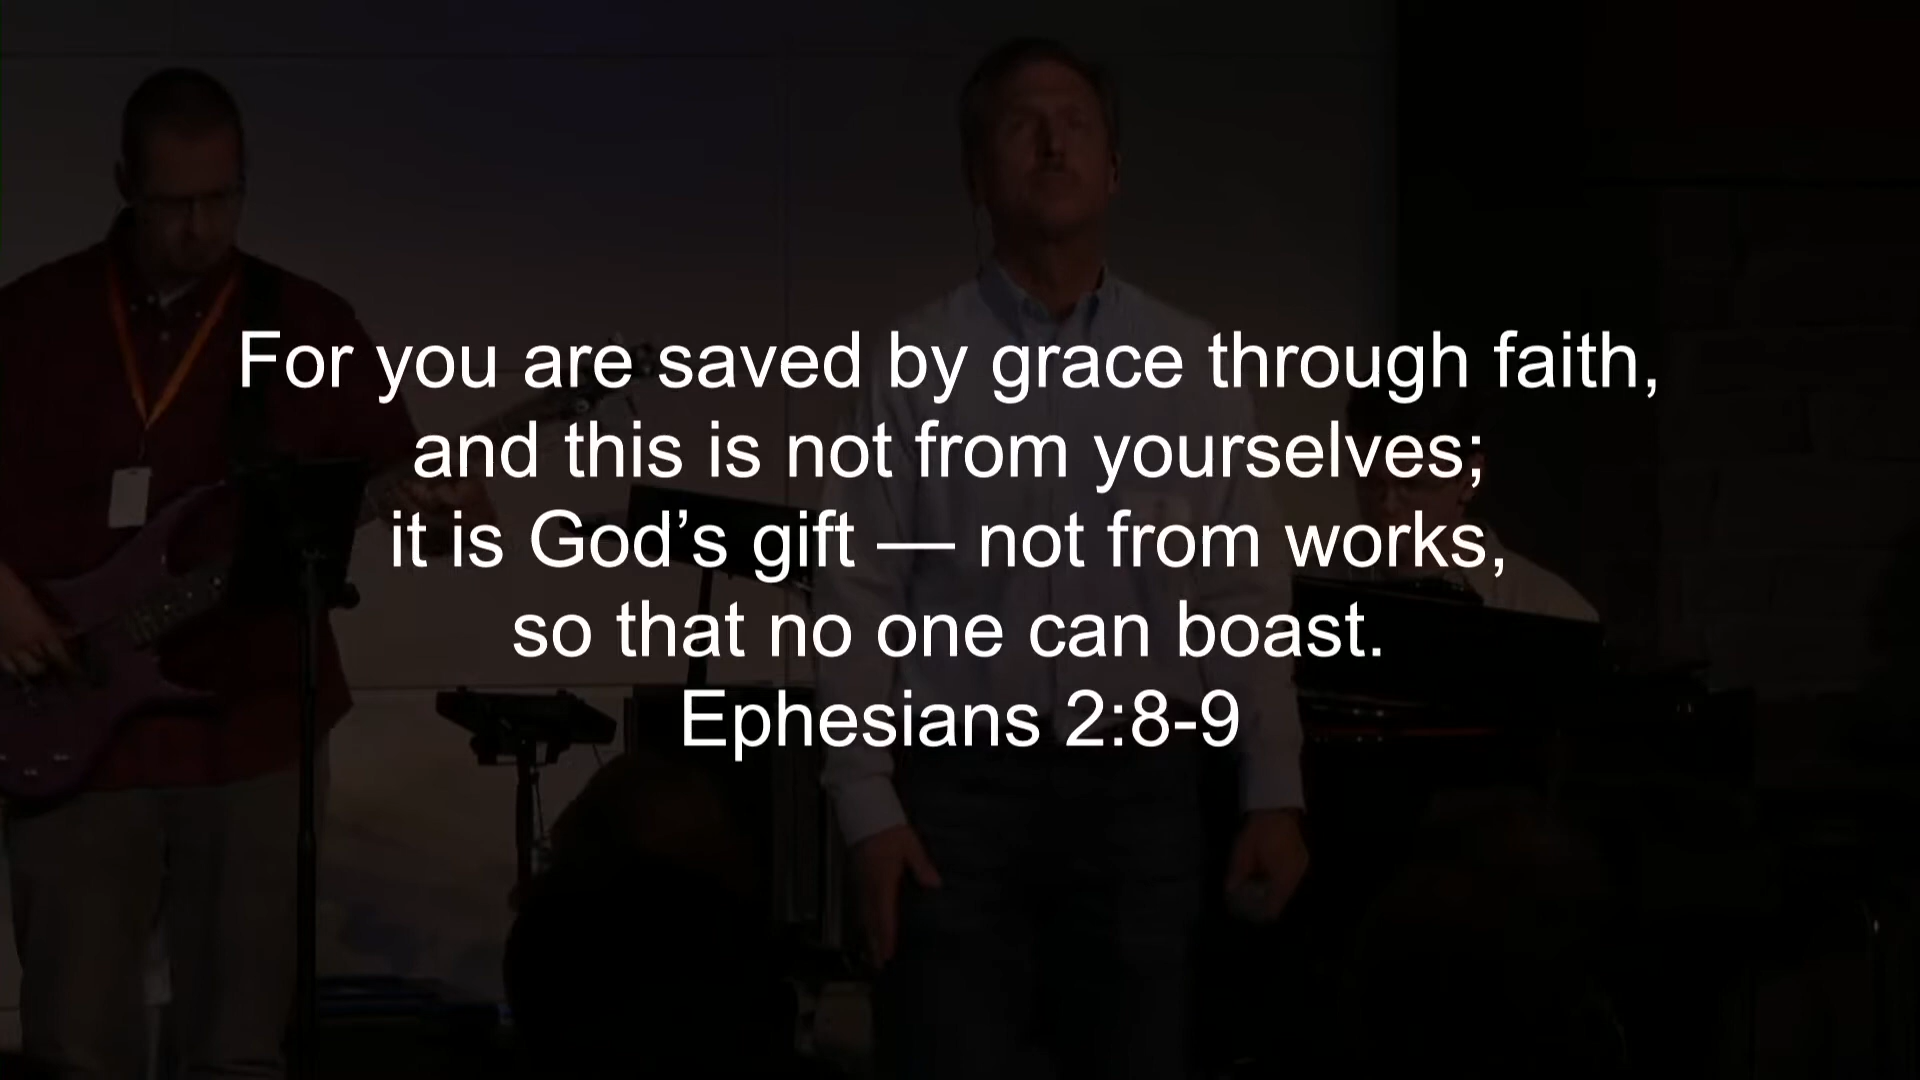 For you are saved by grace through faith,
and this is not from yourselves;
it is God’s gift — not from works,
so that no one can boast.
Ephesians 2:8-9